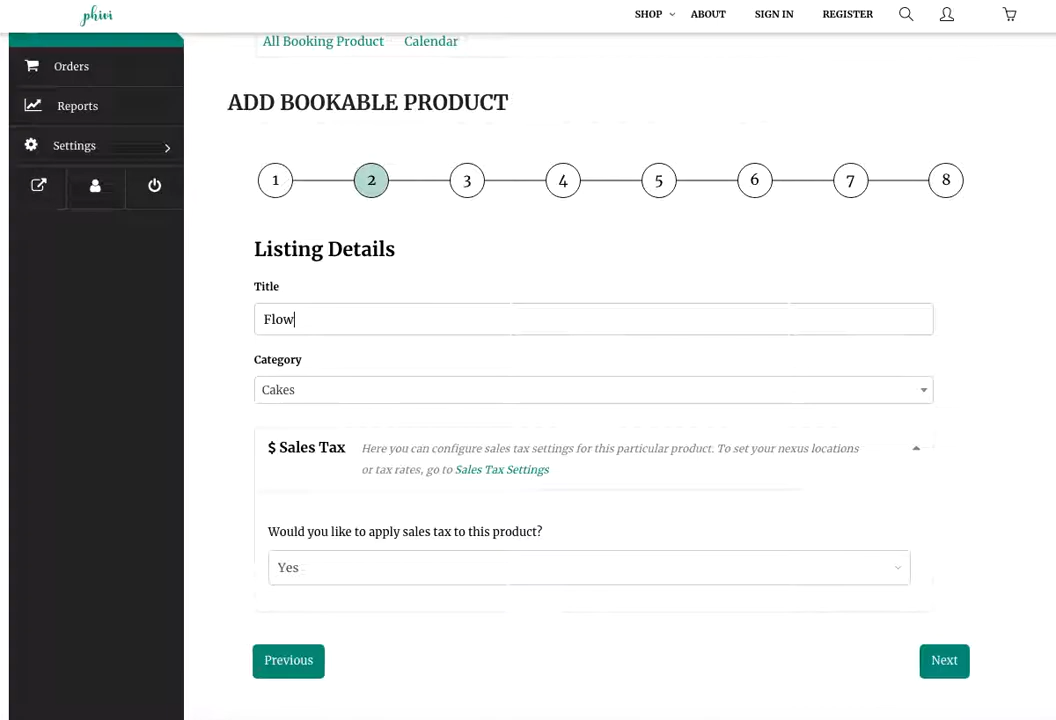 phivi
SHOP ABOUT SIGN IN REGISTER
All Booking Product Calendar
Orders
Reports
Settings
ADD BOOKABLE PRODUCT
1 2 3 4 5 6 7 8
Listing Details
Title
Flow
Category
Cakes
$ Sales Tax Here you can configure sales tax settings for this particular product. To set your nexus locations
or tax rates, go to Sales Tax Settings
Would you like to apply sales tax to this product?
Yes
Previous Next